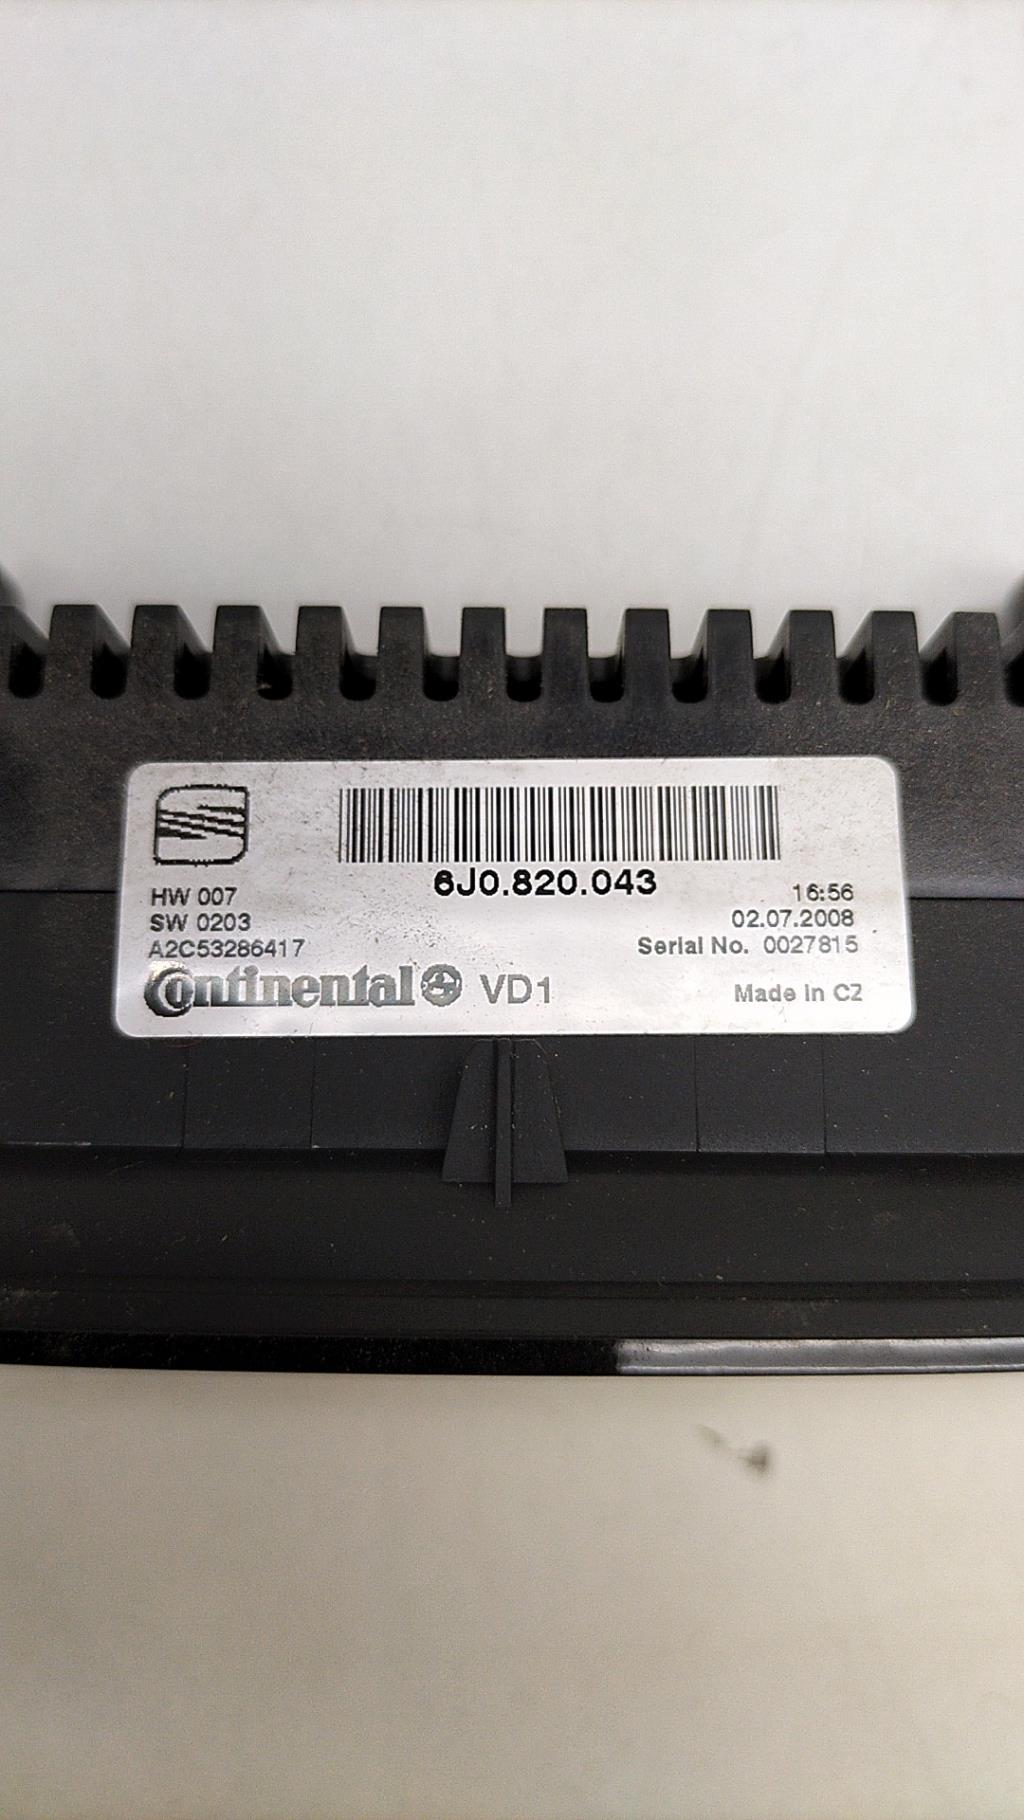 6J0.820.043
HW 007
16:56
SW 0203
02.07.2008
A2C53286417
Serial No. 0027815
Continental VD1
Made in CZ